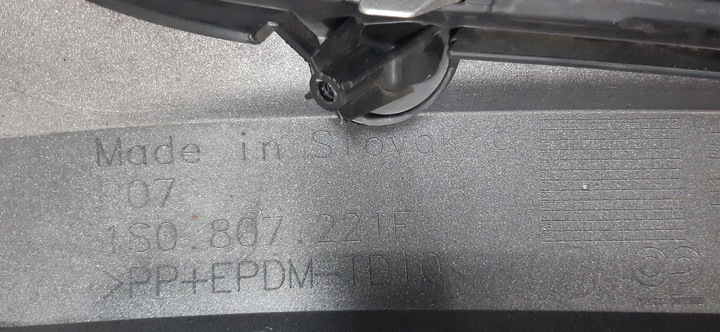 Made in Slovakia
07
1S0.807.221F
>PP+EPDM-TD10<